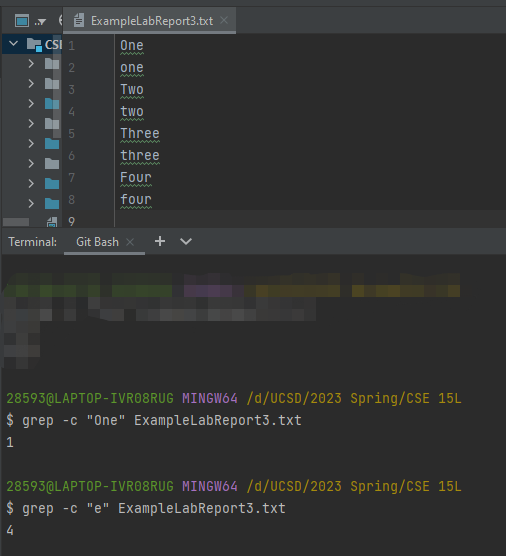 ExampleLabReport3.txt
CSI
1 One
2 one
3 Two
4 two
5 Three
6 three
7 Four
8 four
9
Terminal: Git Bash
28593@LAPTOP-IVR08RUG MINGW64 /d/UCSD/2023 Spring/CSE 15L
$ grep -c "One" ExampleLabReport3.txt
1
28593@LAPTOP-IVR08RUG MINGW64 /d/UCSD/2023 Spring/CSE 15L
$ grep -c "e" ExampleLabReport3.txt
4